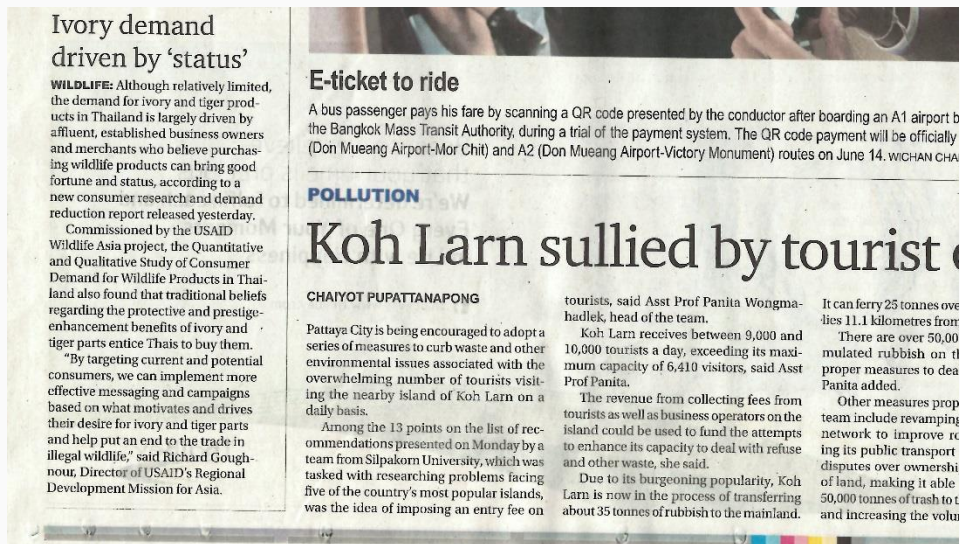 Ivory demand
driven by ‘status’
WILDLIFE: Although relatively limited,
the demand for ivory and tiger prod-
ucts in Thailand is largely driven by
affluent, established business owners
and merchants who believe purchas-
ing wildlife products can bring good
fortune and status, according to a
new consumer research and demand
reduction report released yesterday.
Commissioned by the USAID
Wildlife Asia project, the Quantitative
and Qualitative Study of Consumer
Demand for Wildlife Products in Thai-
land also found that traditional beliefs
regarding the protective and prestige-
enhancement benefits of ivory and
tiger parts entice Thais to buy them.
“By targeting current and potential
consumers, we can implement more
effective messaging and campaigns
based on what motivates and drives
their desire for ivory and tiger parts
and help put an end to the trade in
illegal wildlife,” said Richard Gough-
nour, Director of USAID’s Regional
Development Mission for Asia.
E-ticket to ride
A bus passenger pays his fare by scanning a QR code presented by the conductor after boarding an A1 airport b
the Bangkok Mass Transit Authority, during a trial of the payment system. The QR code payment will be officially
(Don Mueang Airport-Mor Chit) and A2 (Don Mueang Airport-Victory Monument) routes on June 14. WICHAN CHA
POLLUTION
Koh Larn sullied by tourist
CHAIYOT PUPATTANAPONG
Pattaya City is being encouraged to adopt a
series of measures to curb waste and other
environmental issues associated with the
overwhelming number of tourists visit-
ing the nearby island of Koh Larn on a
daily basis.
Among the 13 points on the list of rec-
ommendations presented on Monday by a
team from Silpakorn University, which was
tasked with researching problems facing
five of the country’s most popular islands,
was the idea of imposing an entry fee on
tourists, said Asst Prof Panita Wongma-
hadlek, head of the team.
Koh Larn receives between 9,000 and
10,000 tourists a day, exceeding its maxi-
mum capacity of 6,410 visitors, said Asst
Prof Panita.
The revenue from collecting fees from
tourists as well as business operators on the
island could be used to fund the attempts
to enhance its capacity to deal with refuse
and other waste, she said.
Due to its burgeoning popularity, Koh
Larn is now in the process of transferring
about 35 tonnes of rubbish to the mainland.
It can ferry 25 tonnes ove
lies 11.1 kilometres from
There are over 50,00
mulated rubbish on th
proper measures to dea
Panita added.
Other measures prop
team include revamping
network to improve ro
ing its public transport
disputes over ownershi
of land, making it able
50,000 tonnes of trash to t
and increasing the volu